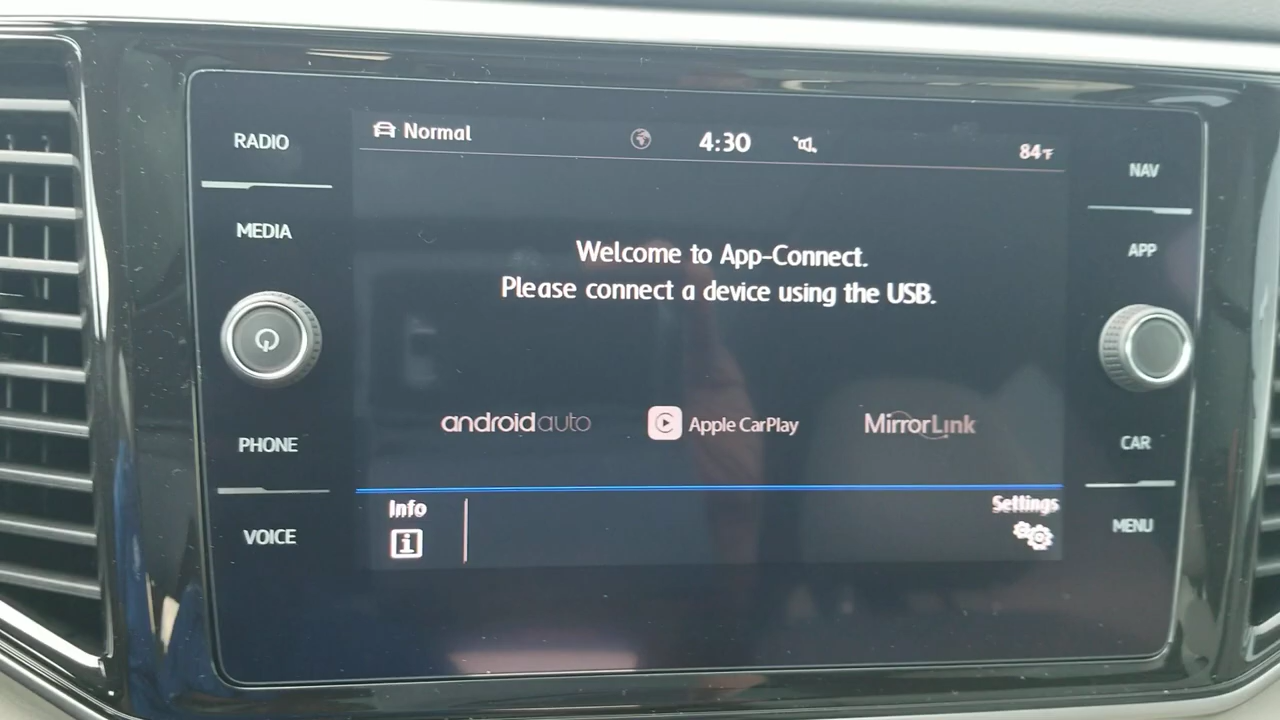 RADIO
MEDIA
PHONE
VOICE
Normal
4:30
84°F
Welcome to App-Connect.
Please connect a device using the USB.
androidauto
Apple CarPlay
MirrorLink
Info
i
Settings
NAV
APP
CAR
MENU